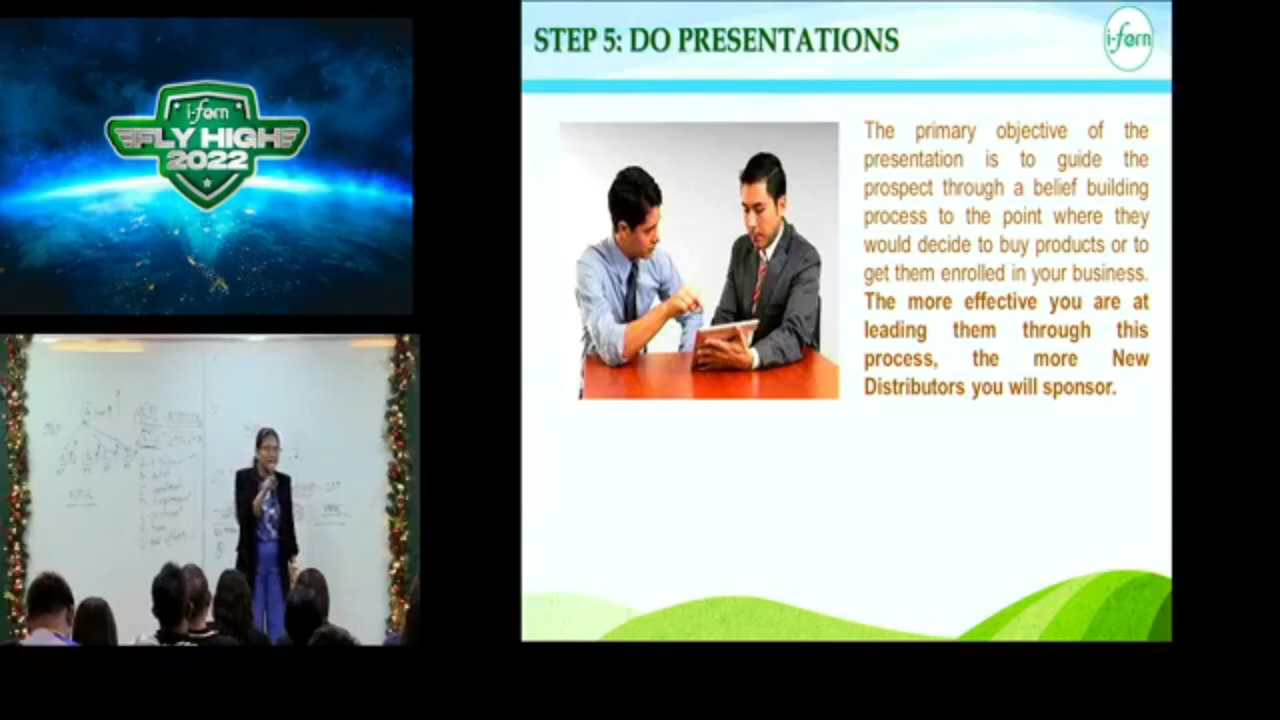 i-fern
FLY HIGH
2022
STEP 5: DO PRESENTATIONS
i-fern
The primary objective of the
presentation is to guide the
prospect through a belief building
process to the point where they
would decide to buy products or to
get them enrolled in your business.
The more effective you are at
leading them through this
process, the more New
Distributors you will sponsor.